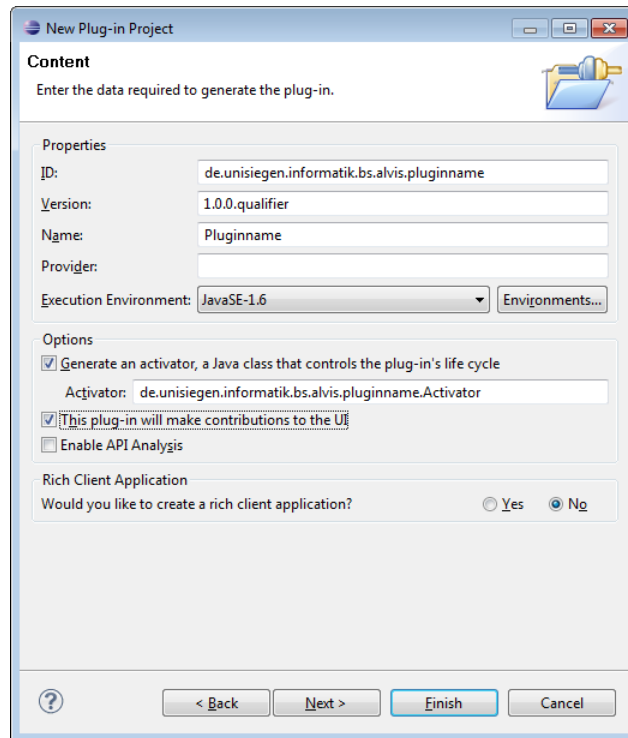 New Plug-in Project
Content
Enter the data required to generate the plug-in.
Properties
ID: de.unisiegen.informatik.bs.alvis.pluginname
Version: 1.0.0.qualifier
Name: Pluginname
Provider:
Execution Environment: JavaSE-1.6 Environments...
Options
Generate an activator, a Java class that controls the plug-in's life cycle
Activator: de.unisiegen.informatik.bs.alvis.pluginname.Activator
This plug-in will make contributions to the UI
Enable API Analysis
Rich Client Application
Would you like to create a rich client application? Yes No
? < Back Next > Finish Cancel